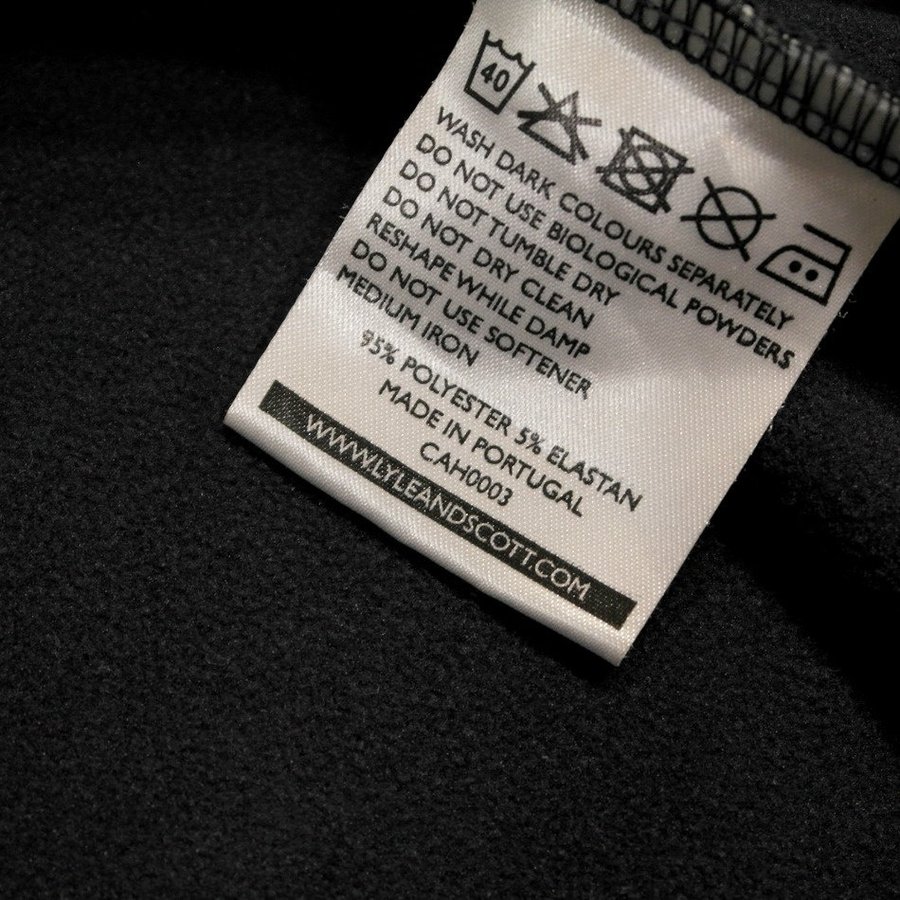 40
WASH DARK COLOURS SEPARATELY
DO NOT USE BIOLOGICAL POWDERS
DO NOT TUMBLE DRY
DO NOT DRY CLEAN
RESHAPE WHILE DAMP
DO NOT USE SOFTENER
MEDIUM IRON
95% POLYESTER 5% ELASTAN
MADE IN PORTUGAL
CAH0003
WWW.LYLEANDSCOTT.COM